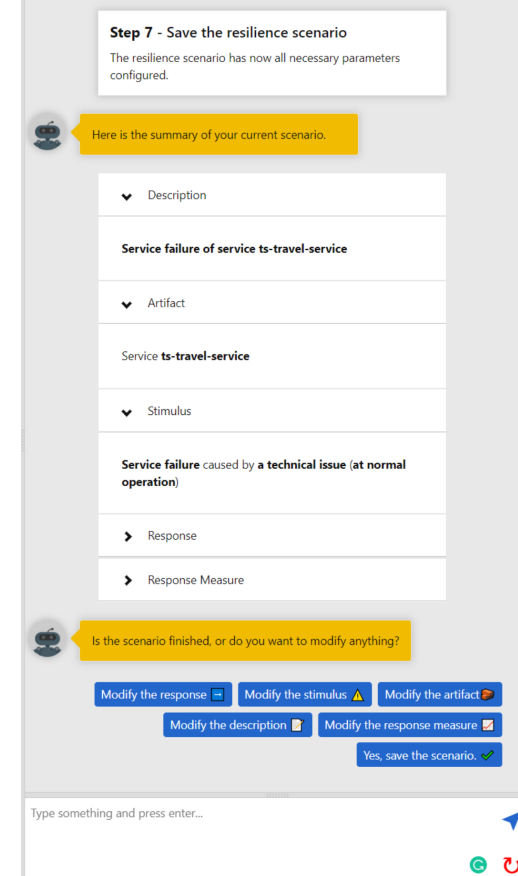 Step 7 - Save the resilience scenario
The resilience scenario has now all necessary parameters
configured.
Here is the summary of your current scenario.
Description
Service failure of service ts-travel-service
Artifact
Service ts-travel-service
Stimulus
Service failure caused by a technical issue (at normal
operation)
Response
Response Measure
Is the scenario finished, or do you want to modify anything?
Modify the response
Modify the stimulus
Modify the artifact
Modify the description
Modify the response measure
Yes, save the scenario.
Type something and press enter...